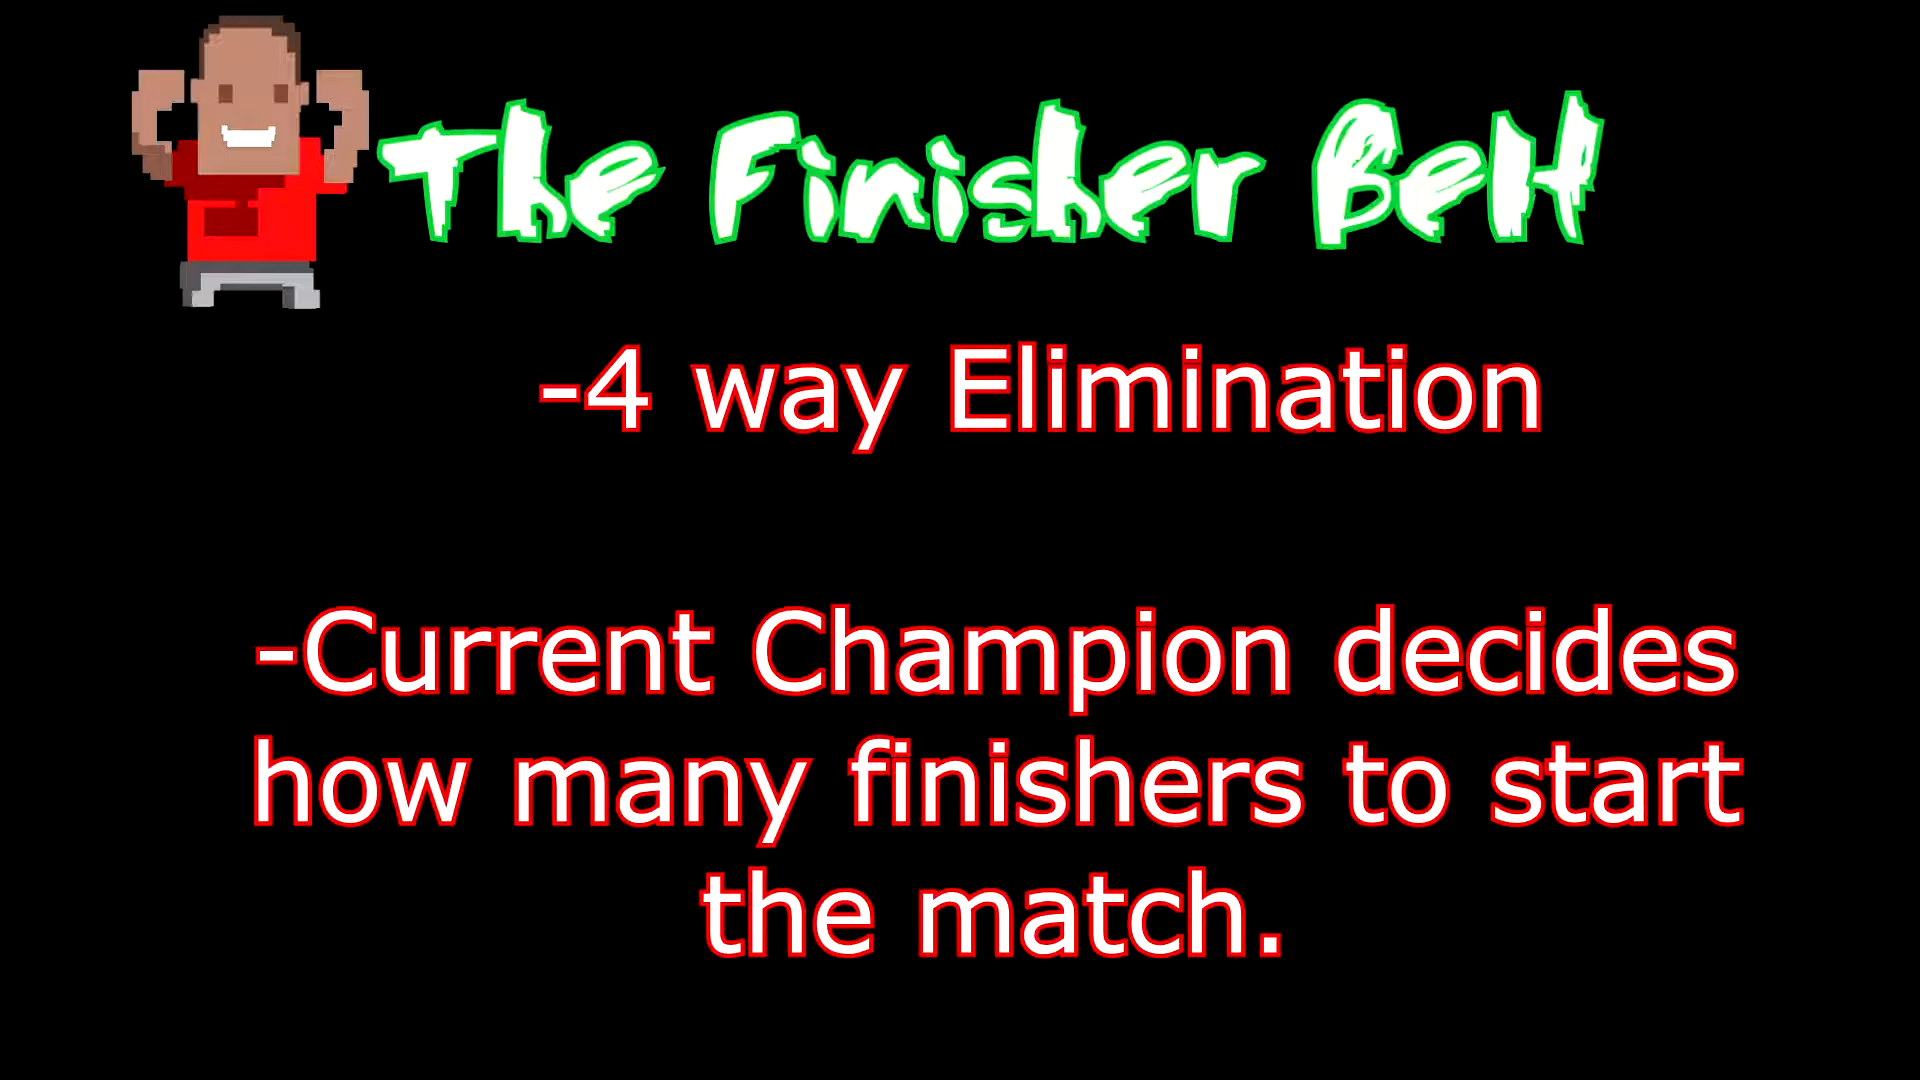 The Finisher Belt
-4 way Elimination
-Current Champion decides
how many finishers to start
the match.